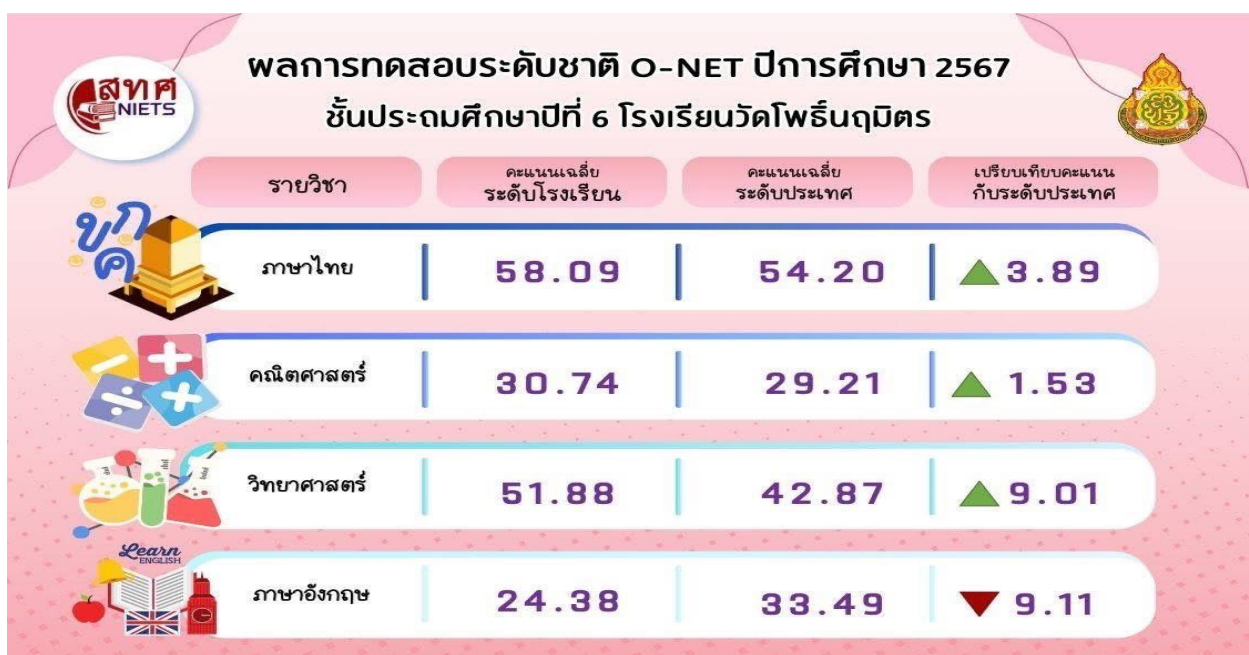 สทศ
NIETS
ผลการทดสอบระดับชาติ O-NET ปีการศึกษา 2567
ชั้นประถมศึกษาปีที่ 6 โรงเรียนวัดโพธิ์นฤมิตร
รายวิชา
คะแนนเฉลี่ย
ระดับโรงเรียน
คะแนนเฉลี่ย
ระดับประเทศ
เปรียบเทียบคะแนน
กับระดับประเทศ
ขก
ค
ภาษาไทย 58.09 54.20 3.89
คณิตศาสตร์ 30.74 29.21 1.53
วิทยาศาสตร์ 51.88 42.87 9.01
Learn
ENGLISH
ภาษาอังกฤษ 24.38 33.49 9.11